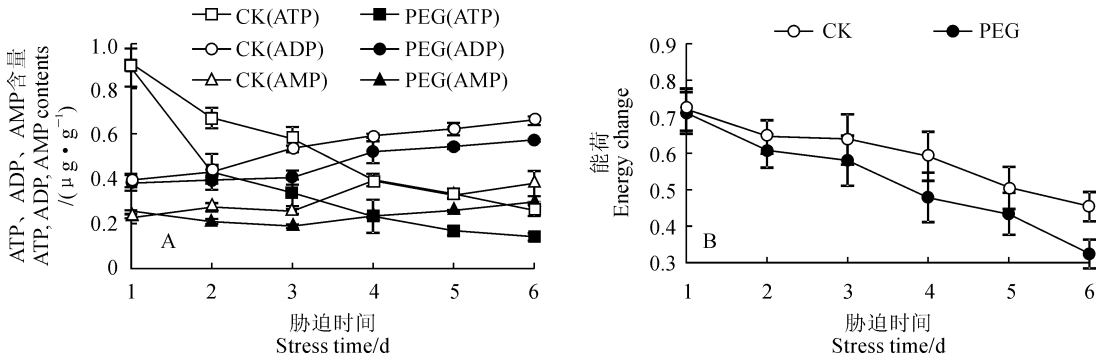 CK(ATP) PEG(ATP)
CK(ADP) PEG(ADP)
CK(AMP) PEG(AMP)
ATP、ADP、AMP含量
ATP, ADP, AMP contents
/(μg·g⁻¹)
1.0
0.8
0.6
0.4
0.2
0
A
1 2 3 4 5 6
胁迫时间
Stress time/d
CK PEG
能荷
Energy change
0.9
0.8
0.7
0.6
0.5
0.4
0.3
B
1 2 3 4 5 6
胁迫时间
Stress time/d